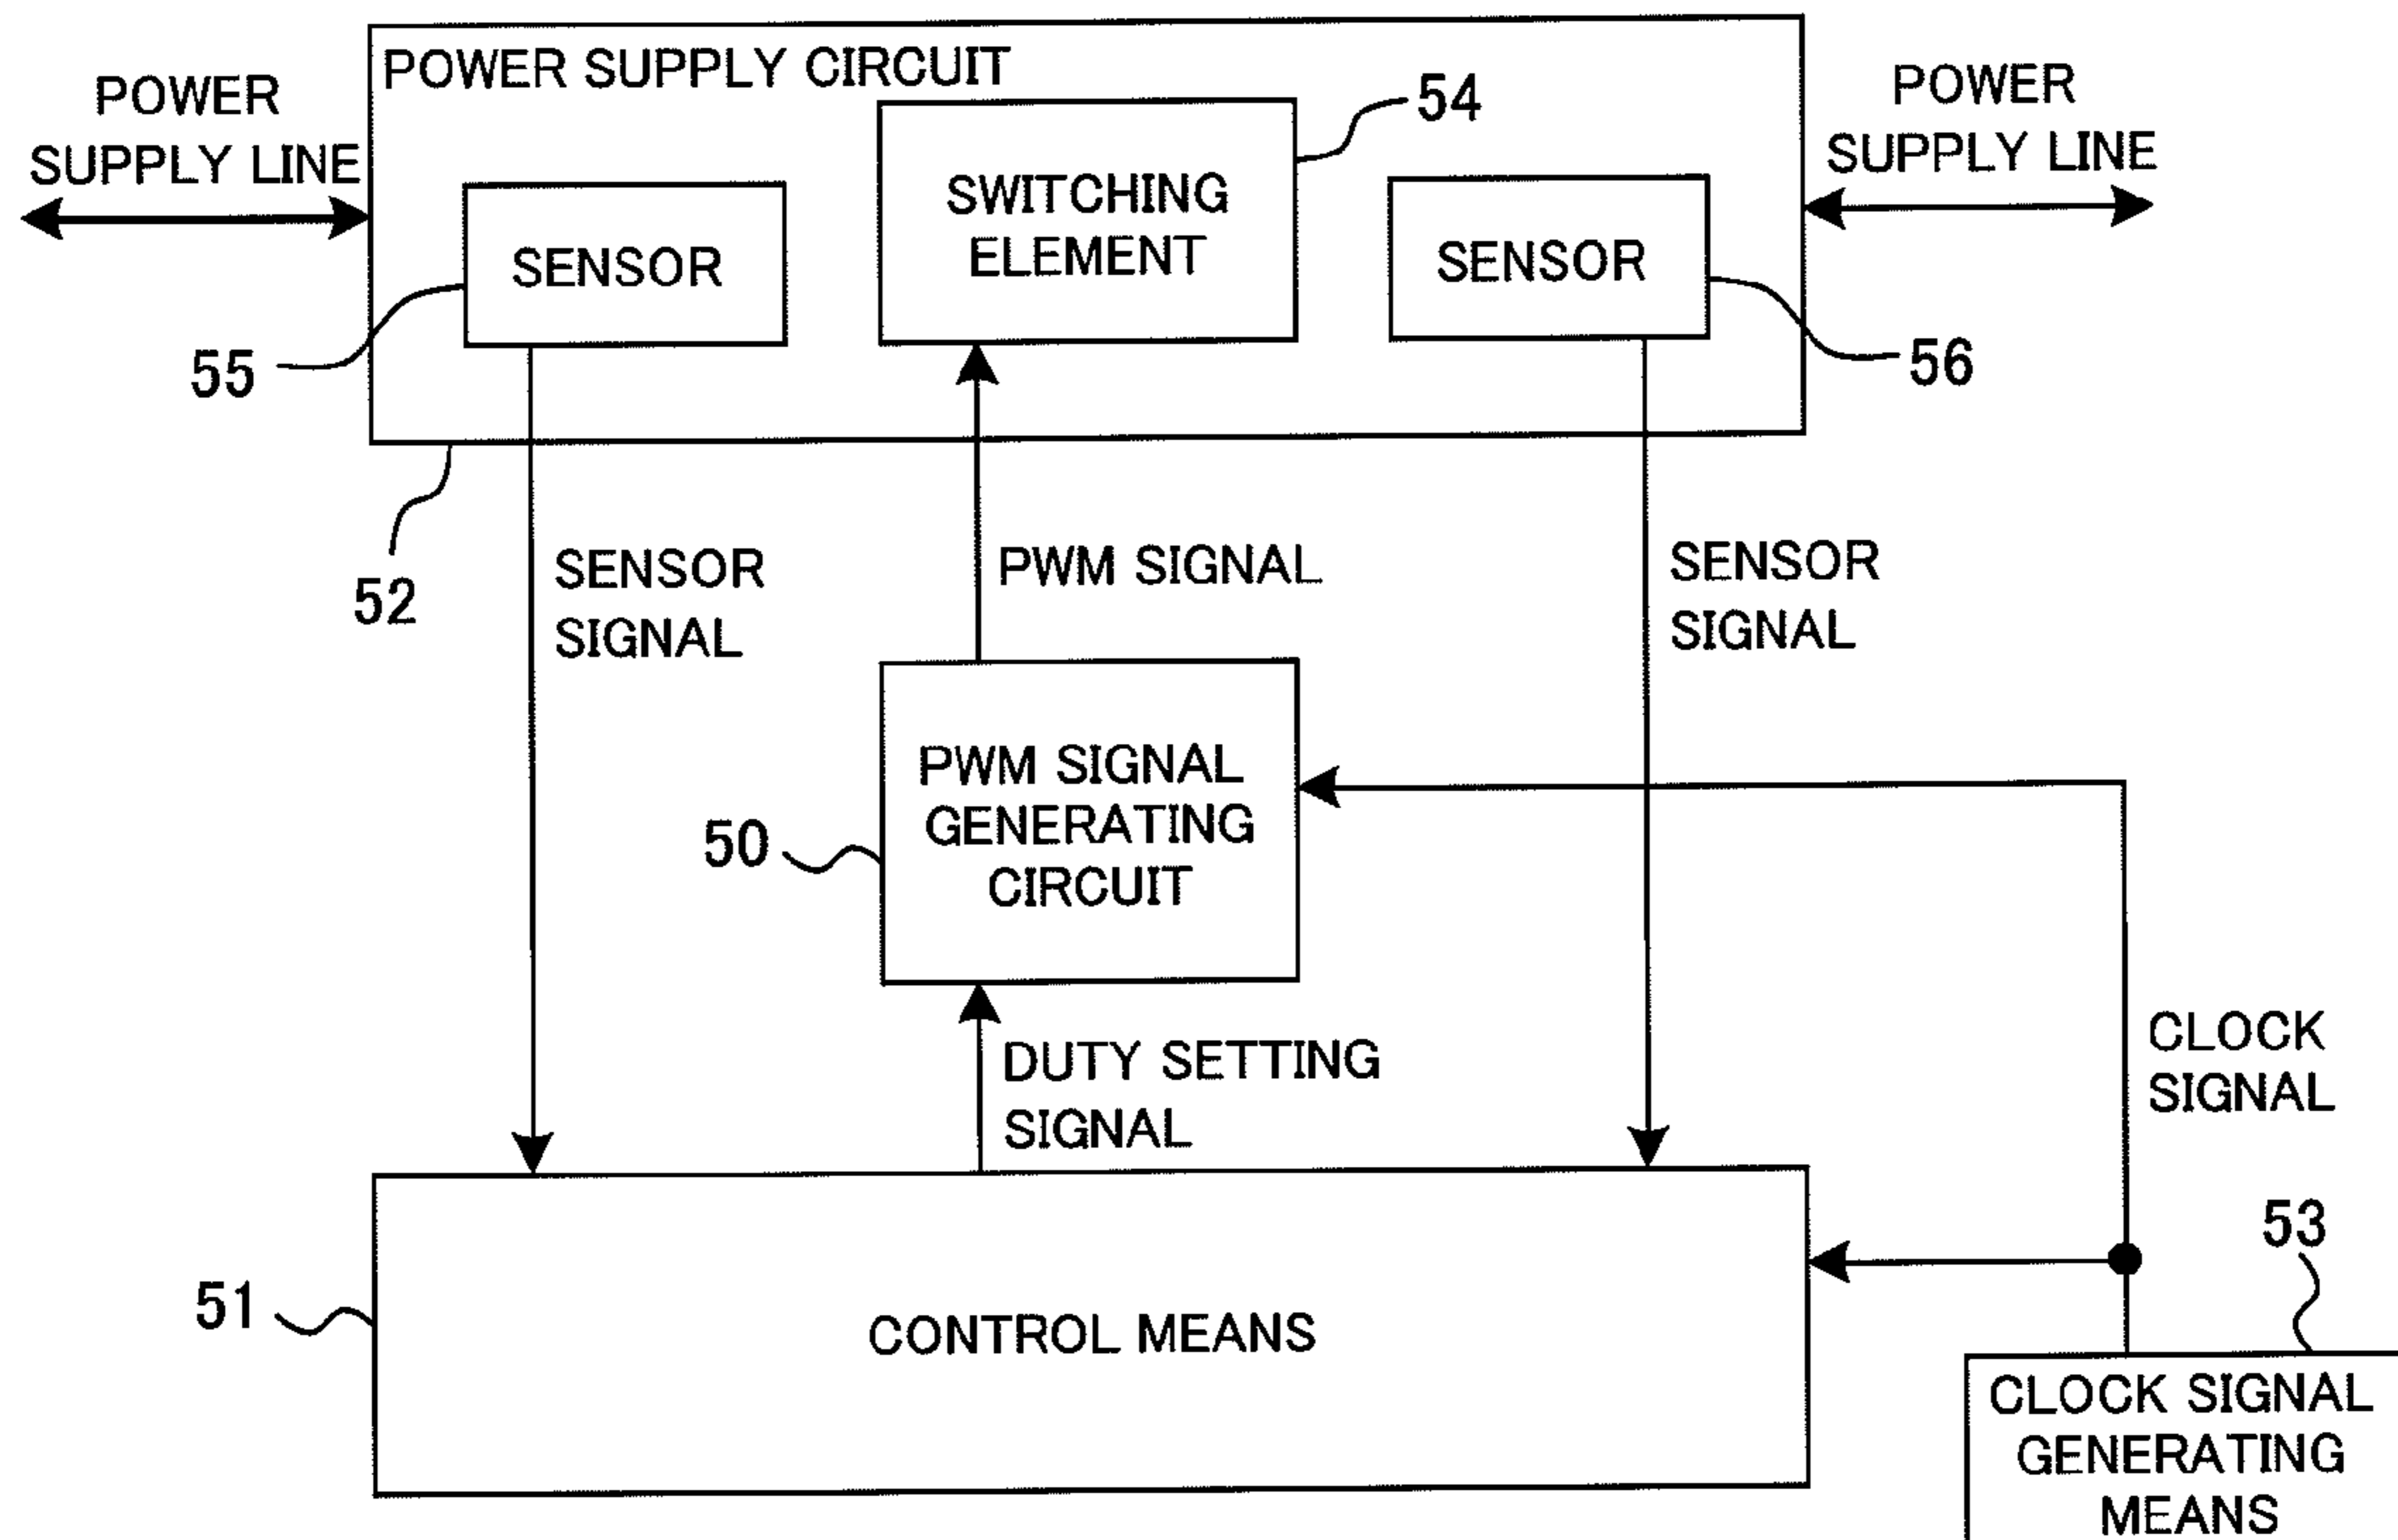 POWER SUPPLY CIRCUIT
POWER
SUPPLY LINE
54
POWER
SUPPLY LINE
SENSOR
SWITCHING
ELEMENT
SENSOR
55
56
52
SENSOR
SIGNAL
PWM SIGNAL
SENSOR
SIGNAL
50
PWM SIGNAL
GENERATING
CIRCUIT
DUTY SETTING
SIGNAL
CLOCK
SIGNAL
51
CONTROL MEANS
53
CLOCK SIGNAL
GENERATING
MEANS